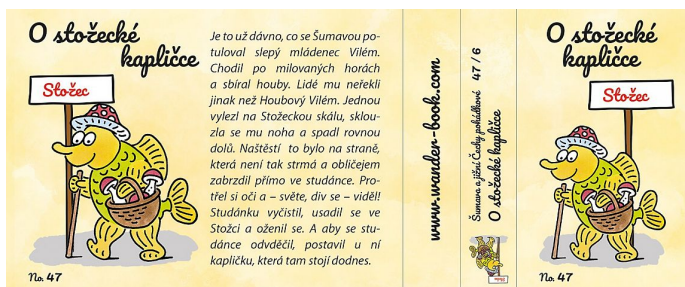 O stožecké
kapličce
Stožec
No. 47
Je to už dávno, co se Šumavou po-
tuloval slepý mládenec Vilém.
Chodil po milovaných horách
a sbíral houby. Lidé mu neřekli
jinak než Houbový Vilém. Jednou
vylezl na Stožeckou skálu, sklou-
zla se mu noha a spadl rovnou
dolů. Naštěstí to bylo na straně,
která není tak strmá a obličejem
zabrzdil přímo ve studánce. Pro-
třel si oči a – světe, div se – viděl!
Studánku vyčistil, usadil se ve
Stožci a oženil se. A aby se stu-
dánce odvděčil, postavil u ní
kapličku, která tam stojí dodnes.
www.wander-book.com
Šumava a jižní Čechy pohádkové 47 / 6
O stožecké kapličce
O stožecké
kapličce
Stožec
No. 47